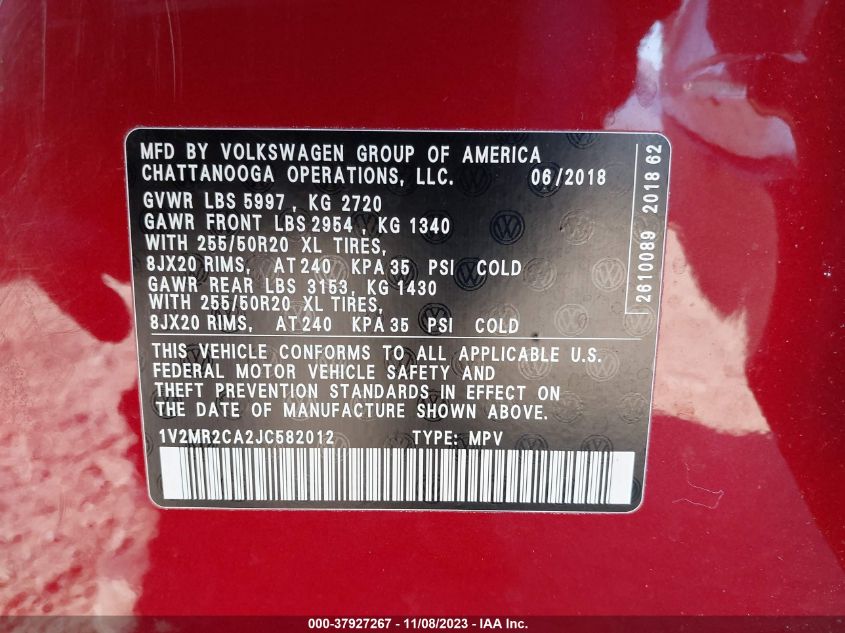 MFD BY VOLKSWAGEN GROUP OF AMERICA
CHATTANOOGA OPERATIONS, LLC. 06/2018
GVWR LBS 5997 , KG 2720
GAWR FRONT LBS 2954 , KG 1340
WITH 255/50R20 XL TIRES,
8JX20 RIMS, AT 240 KPA 35 PSI COLD
GAWR REAR LBS 3153, KG 1430
WITH 255/50R20 XL TIRES,
8JX20 RIMS, AT 240 KPA 35 PSI COLD
2610089 2018 62
THIS VEHICLE CONFORMS TO ALL APPLICABLE U.S.
FEDERAL MOTOR VEHICLE SAFETY AND
THEFT PREVENTION STANDARDS IN EFFECT ON
THE DATE OF MANUFACTURE SHOWN ABOVE.
1V2MR2CA2JC582012 TYPE: MPV
000-37927267 - 11/08/2023 - IAA Inc.